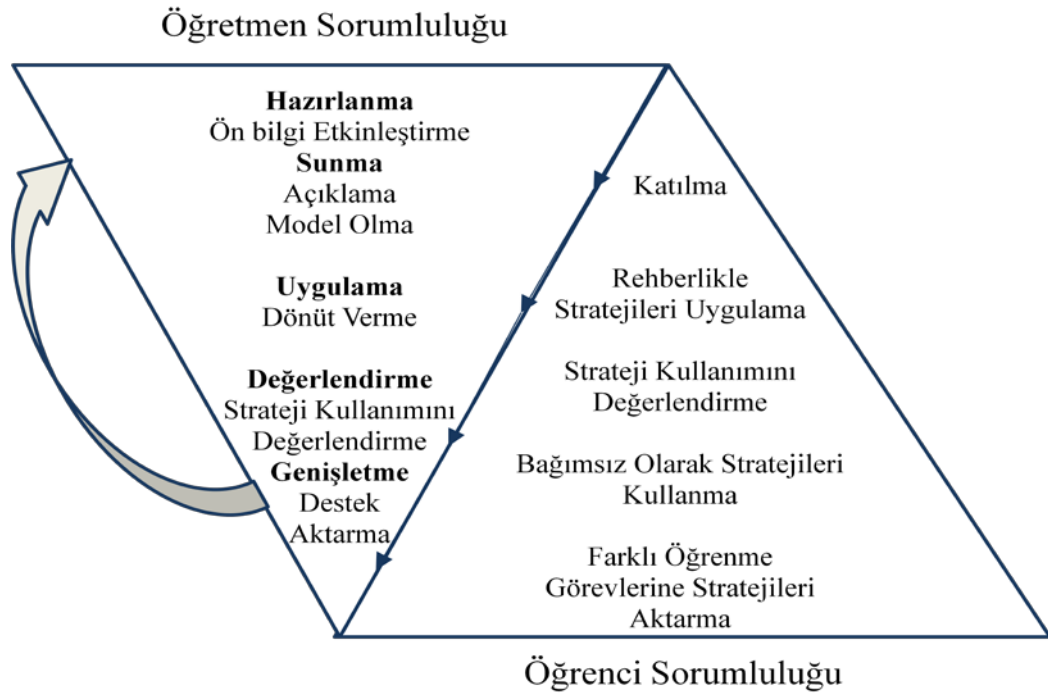 Öğretmen Sorumluluğu
Hazırlanma
Ön bilgi Etkinleştirme
Sunma
Açıklama
Model Olma
Uygulama
Dönüt Verme
Değerlendirme
Strateji Kullanımını
Değerlendirme
Genişletme
Destek
Aktarma
Katılma
Rehberlikle
Stratejileri Uygulama
Strateji Kullanımını
Değerlendirme
Bağımsız Olarak Stratejileri
Kullanma
Farklı Öğrenme
Görevlerine Stratejileri
Aktarma
Öğrenci Sorumluluğu